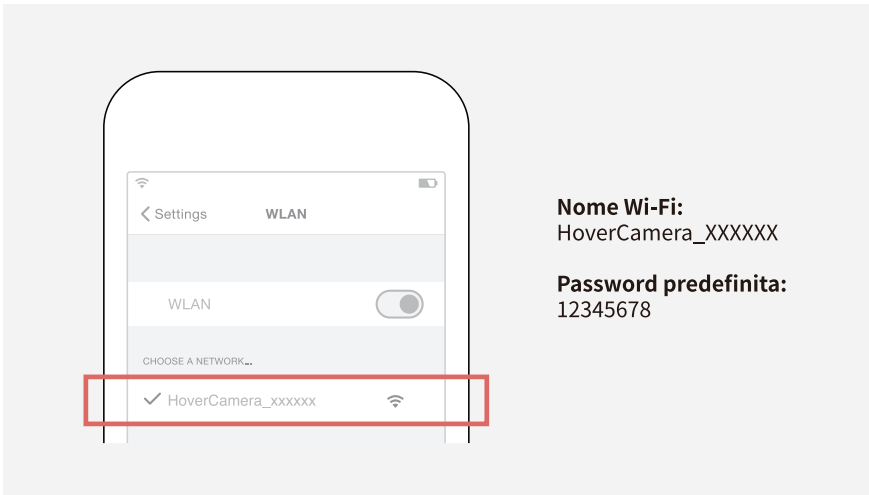 Settings
WLAN
WLAN
CHOOSE A NETWORK...
HoverCamera_xxxxxx
Nome Wi-Fi:
HoverCamera_XXXXXX
Password predefinita:
12345678